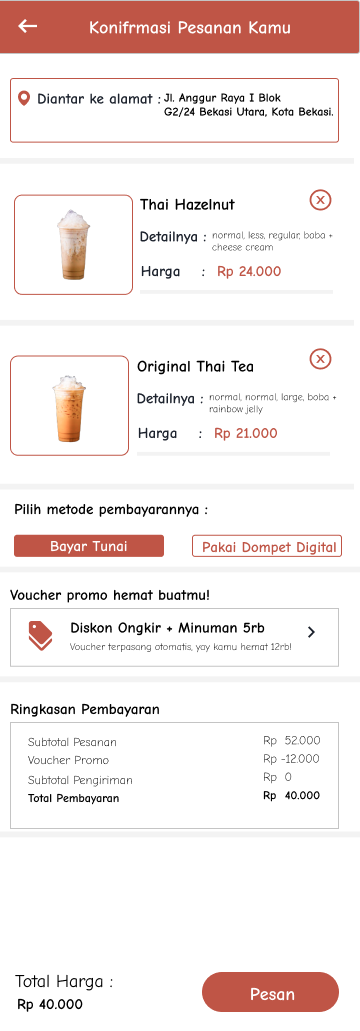 Konifrmasi Pesanan Kamu
Diantar ke alamat : Jl. Anggur Raya I Blok
G2/24 Bekasi Utara, Kota Bekasi.
Thai Hazelnut
Detailnya : normal, less, regular, boba +
cheese cream
Harga : Rp 24.000
Original Thai Tea
Detailnya : normal, normal, large, boba +
rainbow jelly
Harga : Rp 21.000
Pilih metode pembayarannya :
Bayar Tunai Pakai Dompet Digital
Voucher promo hemat buatmu!
Diskon Ongkir + Minuman 5rb
Voucher terpasang otomatis, yay kamu hemat 12rb!
Ringkasan Pembayaran
Subtotal Pesanan Rp 52.000
Voucher Promo Rp -12.000
Subtotal Pengiriman Rp 0
Total Pembayaran Rp 40.000
Total Harga :
Rp 40.000
Pesan